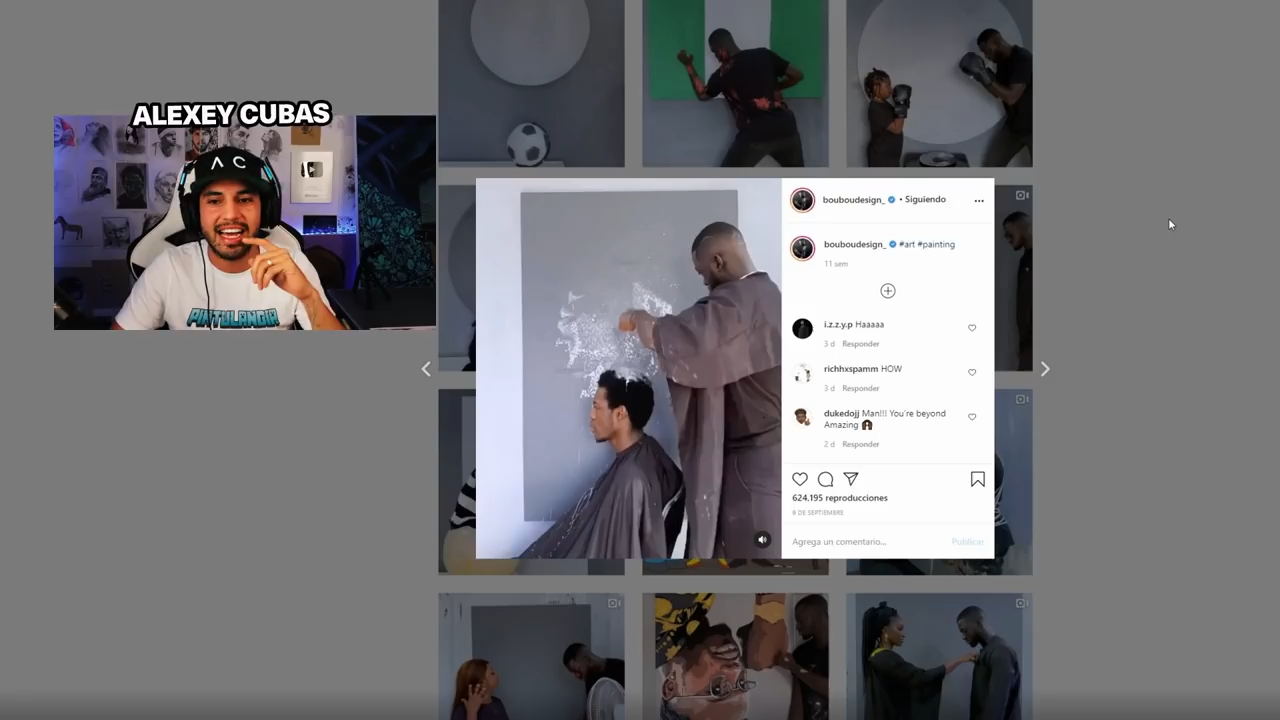 ALEXEY CUBAS
A C
PINTULANDIA
bouboudesign_ • Siguiendo
bouboudesign_ #art #painting
11 sem
i.z.z.y.p Haaaaa
3 d Responder
richhxspamm HOW
3 d Responder
dukedojj Man!!! You're beyond
Amazing
2 d Responder
624,195 reproducciones
9 DE SEPTIEMBRE
Agrega un comentario...
Publicar